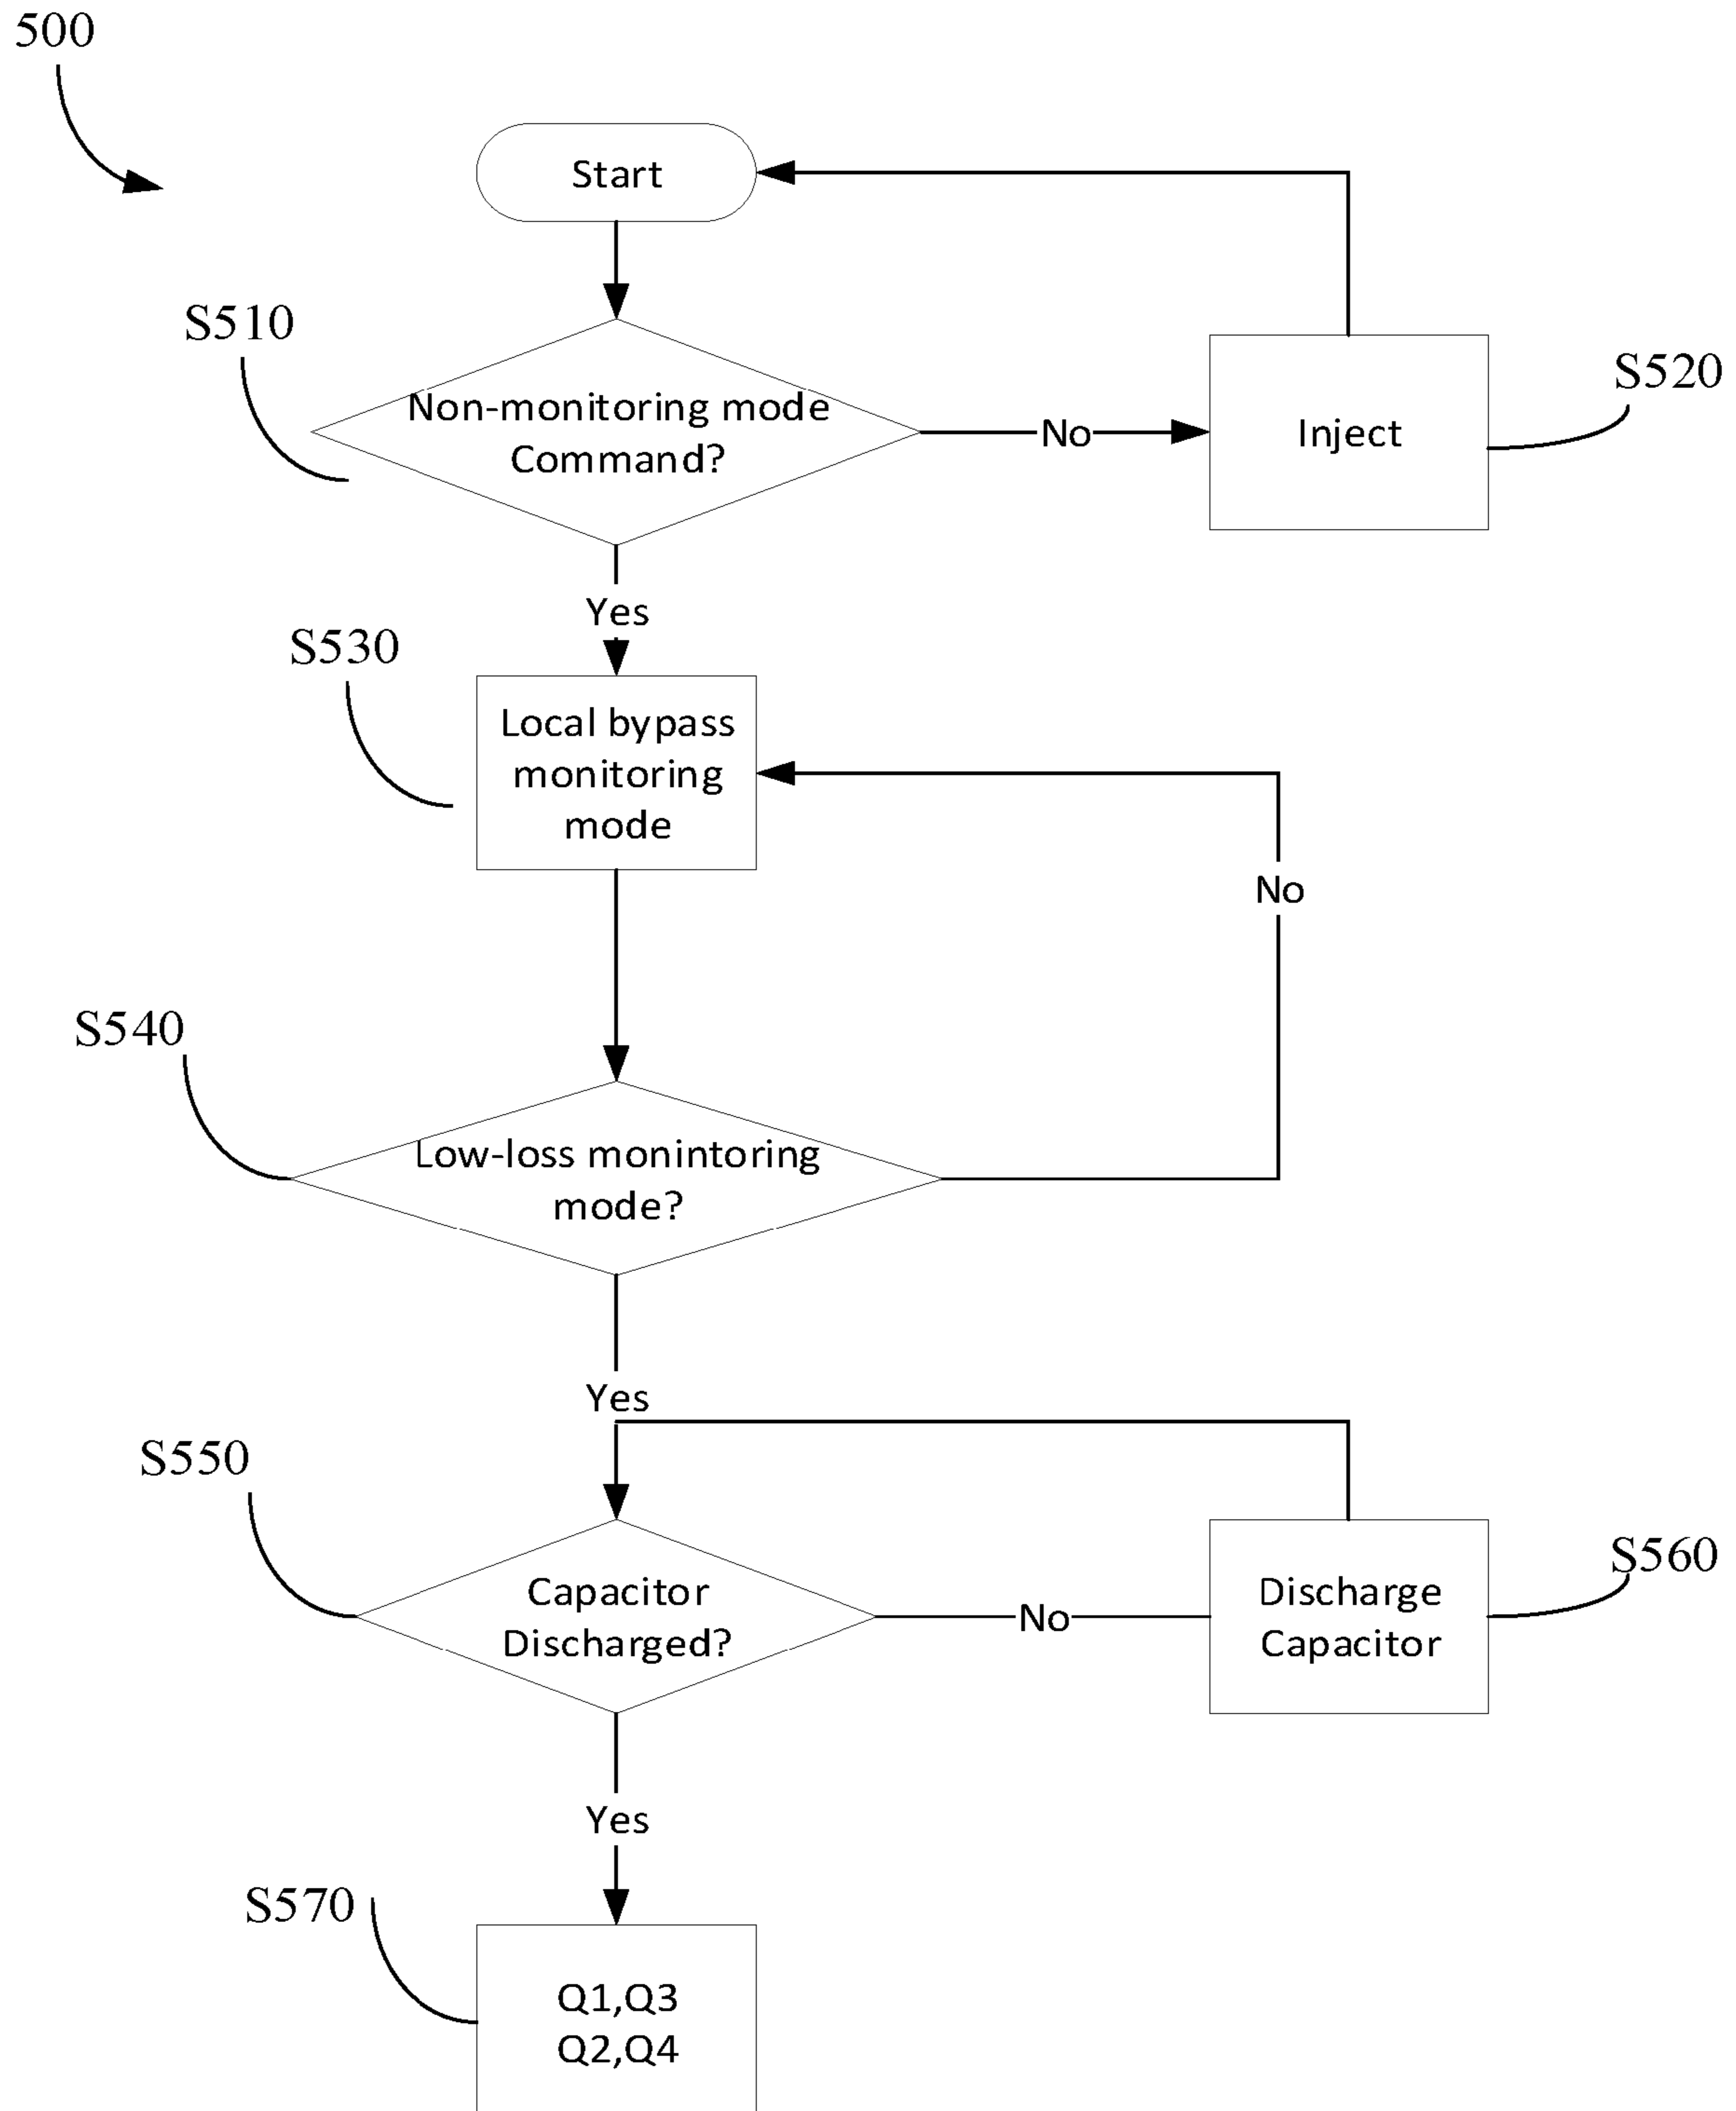 500
Start
S510
Non-monitoring mode
Command?
No
Inject
S520
Yes
S530
Local bypass
monitoring
mode
No
S540
Low-loss monintoring
mode?
Yes
S550
Capacitor
Discharged?
No
Discharge
Capacitor
S560
Yes
S570
Q1,Q3
Q2,Q4